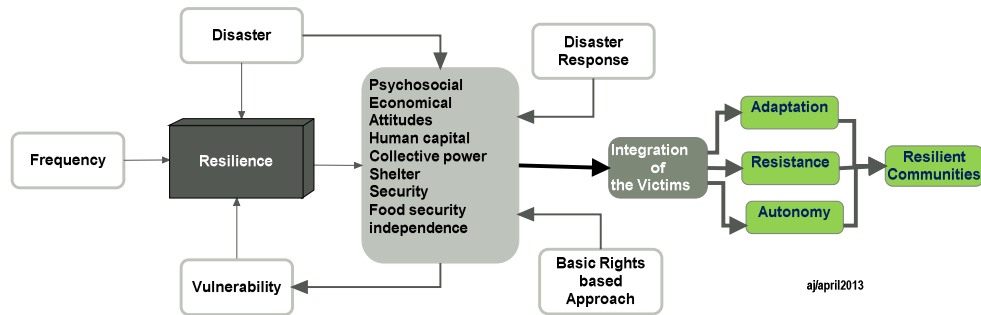 Disaster
Frequency
Resilience
Vulnerability
Psychosocial
Economical
Attitudes
Human capital
Collective power
Shelter
Security
Food security
independence
Disaster
Response
Basic Rights
based
Approach
Integration
of
the Victims
Adaptation
Resistance
Autonomy
Resilient
Communities
aj/april2013